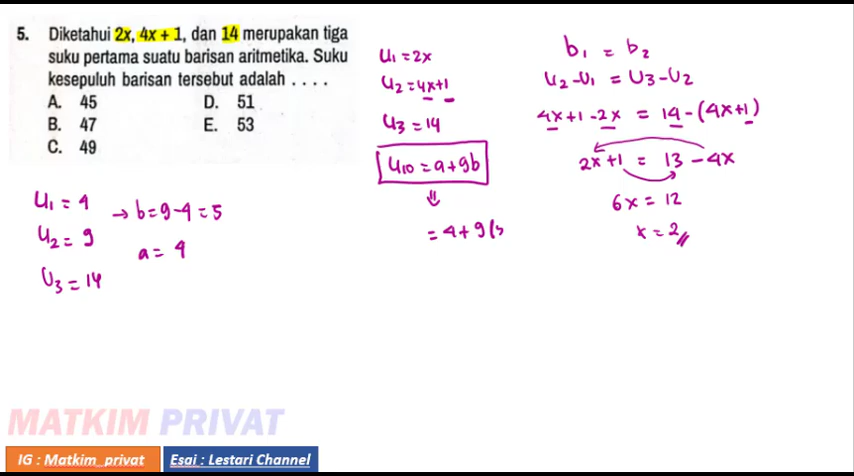 5. Diketahui 2x, 4x + 1, dan 14 merupakan tiga
suku pertama suatu barisan aritmetika. Suku
kesepuluh barisan tersebut adalah . . . .
A. 45 D. 51
B. 47 E. 53
C. 49
U₁ = 2x
U₂ = 4x+1
U₃ = 14
U₁₀ = a+9b
⇓
= 4 + 9(5
b₁ = b₂
U₂-U₁ = U₃-U₂
4x+1-2x = 14-(4x+1)
2x+1 = 13-4x
6x = 12
x = 2
U₁ = 4
U₂ = 9
U₃ = 14
→ b = 9-4 = 5
a = 4
MATKIM PRIVAT
IG : Matkim_privat
Esai : Lestari Channel